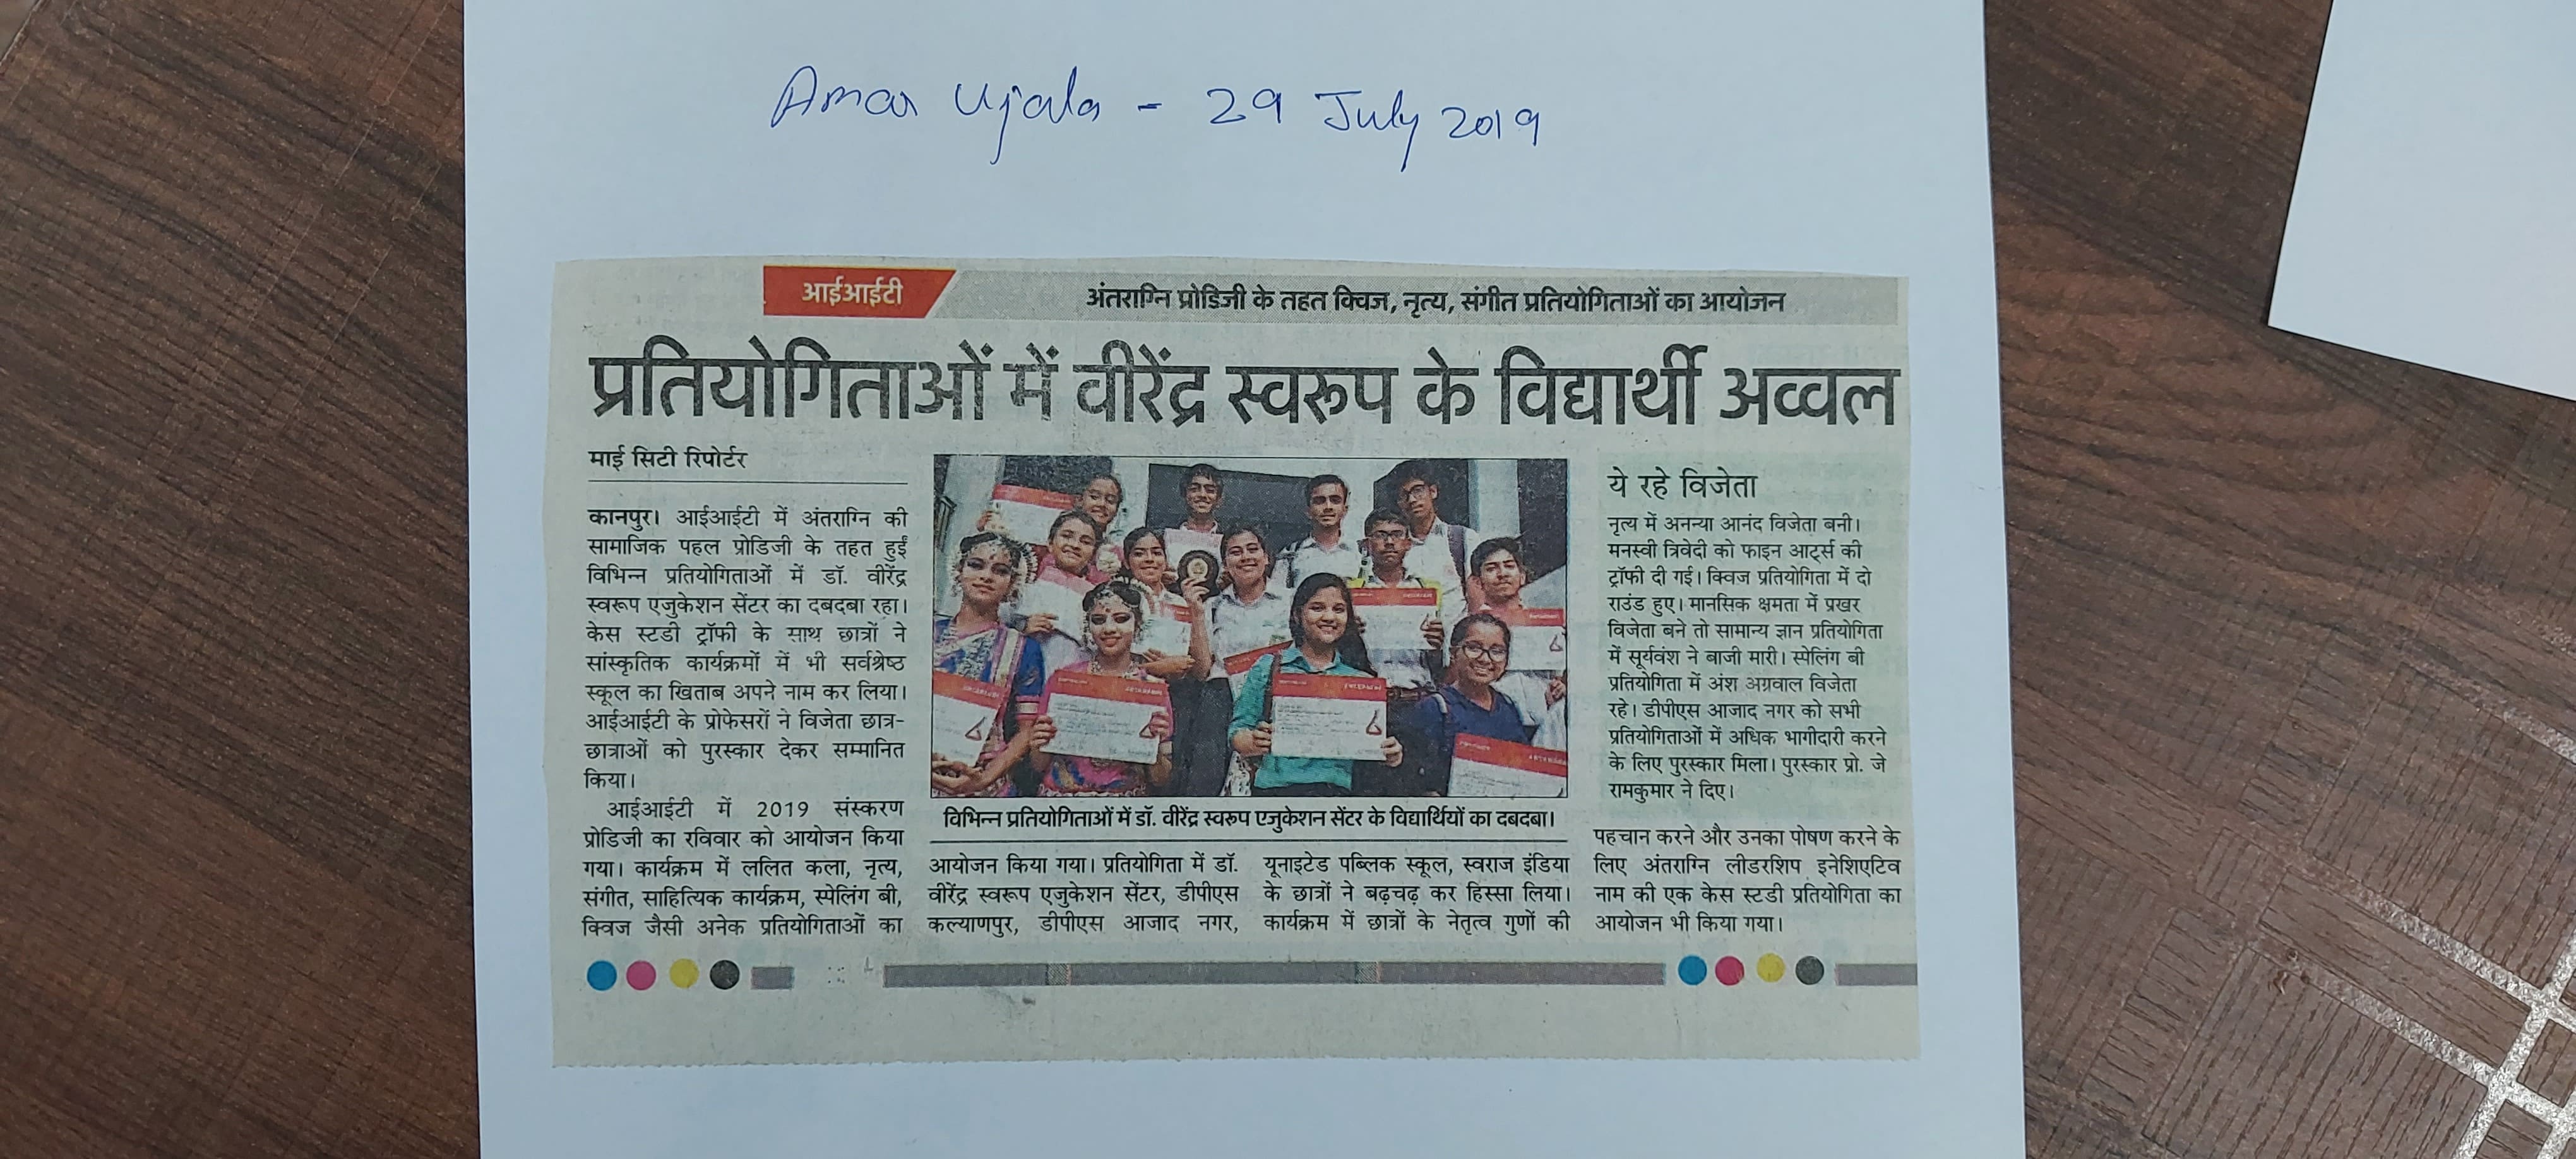 Amar Ujala - 29 July 2019
आईआईटी
अंतराग्नि प्रोडिजी के तहत क्विज, नृत्य, संगीत प्रतियोगिताओं का आयोजन
प्रतियोगिताओं में वीरेंद्र स्वरूप के विद्यार्थी अव्वल
माई सिटी रिपोर्टर
कानपुर। आईआईटी में अंतराग्नि की
सामाजिक पहल प्रोडिजी के तहत हुईं
विभिन्न प्रतियोगिताओं में डॉ. वीरेंद्र
स्वरूप एजुकेशन सेंटर का दबदबा रहा।
केस स्टडी ट्रॉफी के साथ छात्रों ने
सांस्कृतिक कार्यक्रमों में भी सर्वश्रेष्ठ
स्कूल का खिताब अपने नाम कर लिया।
आईआईटी के प्रोफेसरों ने विजेता छात्र-
छात्राओं को पुरस्कार देकर सम्मानित
किया।
आईआईटी में 2019 संस्करण
प्रोडिजी का रविवार को आयोजन किया
गया। कार्यक्रम में ललित कला, नृत्य,
संगीत, साहित्यिक कार्यक्रम, स्पेलिंग बी,
क्विज जैसी अनेक प्रतियोगिताओं का
विभिन्न प्रतियोगिताओं में डॉ. वीरेंद्र स्वरूप एजुकेशन सेंटर के विद्यार्थियों का दबदबा।
आयोजन किया गया। प्रतियोगिता में डॉ.
वीरेंद्र स्वरूप एजुकेशन सेंटर, डीपीएस
कल्याणपुर, डीपीएस आजाद नगर,
यूनाइटेड पब्लिक स्कूल, स्वराज इंडिया
के छात्रों ने बढ़चढ़ कर हिस्सा लिया।
कार्यक्रम में छात्रों के नेतृत्व गुणों की
पहचान करने और उनका पोषण करने के
लिए अंतराग्नि लीडरशिप इनेशिएटिव
नाम की एक केस स्टडी प्रतियोगिता का
आयोजन भी किया गया।
ये रहे विजेता
नृत्य में अनन्या आनंद विजेता बनी।
मनस्वी त्रिवेदी को फाइन आर्ट्स की
ट्रॉफी दी गई। क्विज प्रतियोगिता में दो
राउंड हुए। मानसिक क्षमता में प्रखर
विजेता बने तो सामान्य ज्ञान प्रतियोगिता
में सूर्यवंश ने बाजी मारी। स्पेलिंग बी
प्रतियोगिता में अंश अग्रवाल विजेता
रहे। डीपीएस आजाद नगर को सभी
प्रतियोगिताओं में अधिक भागीदारी करने
के लिए पुरस्कार मिला। पुरस्कार प्रो. जे
रामकुमार ने दिए।